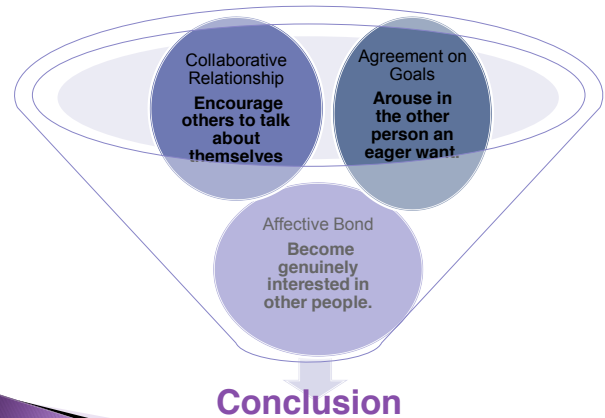 Collaborative
Relationship
Encourage
others to talk
about
themselves
Agreement on
Goals
Arouse in
the other
person an
eager want.
Affective Bond
Become
genuinely
interested in
other people.
Conclusion